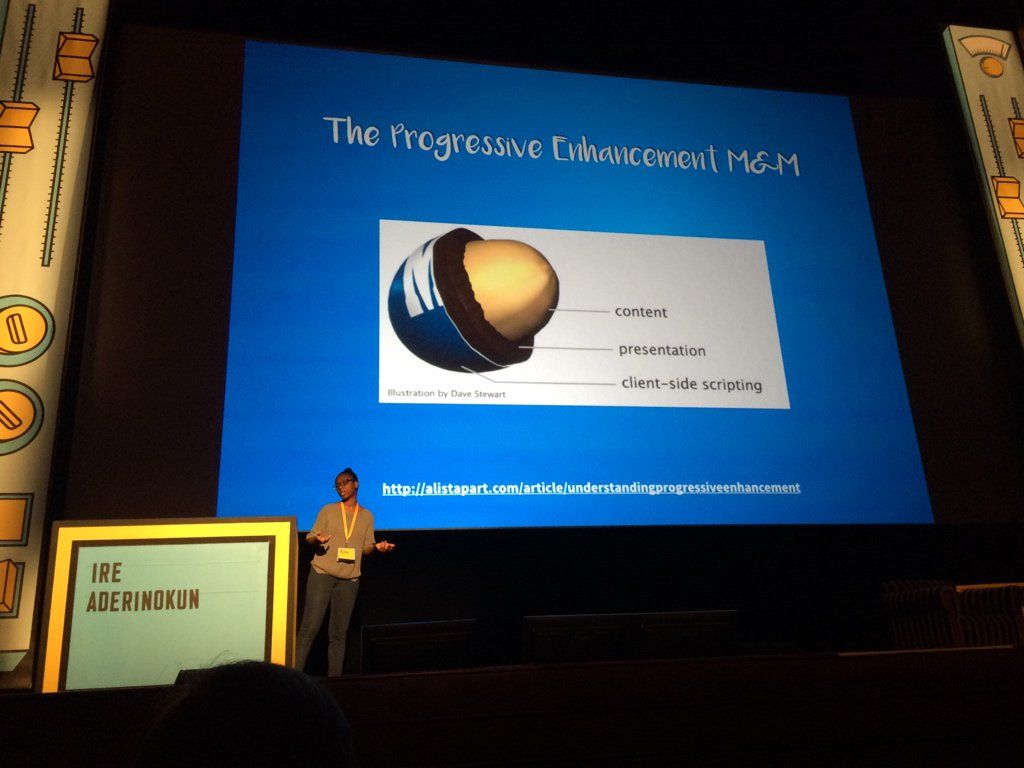 The Progressive Enhancement M&M
content
presentation
client-side scripting
Illustration by Dave Stewart
http://alistapart.com/article/understandingprogressiveenhancement
IRE
ADERINOKUN